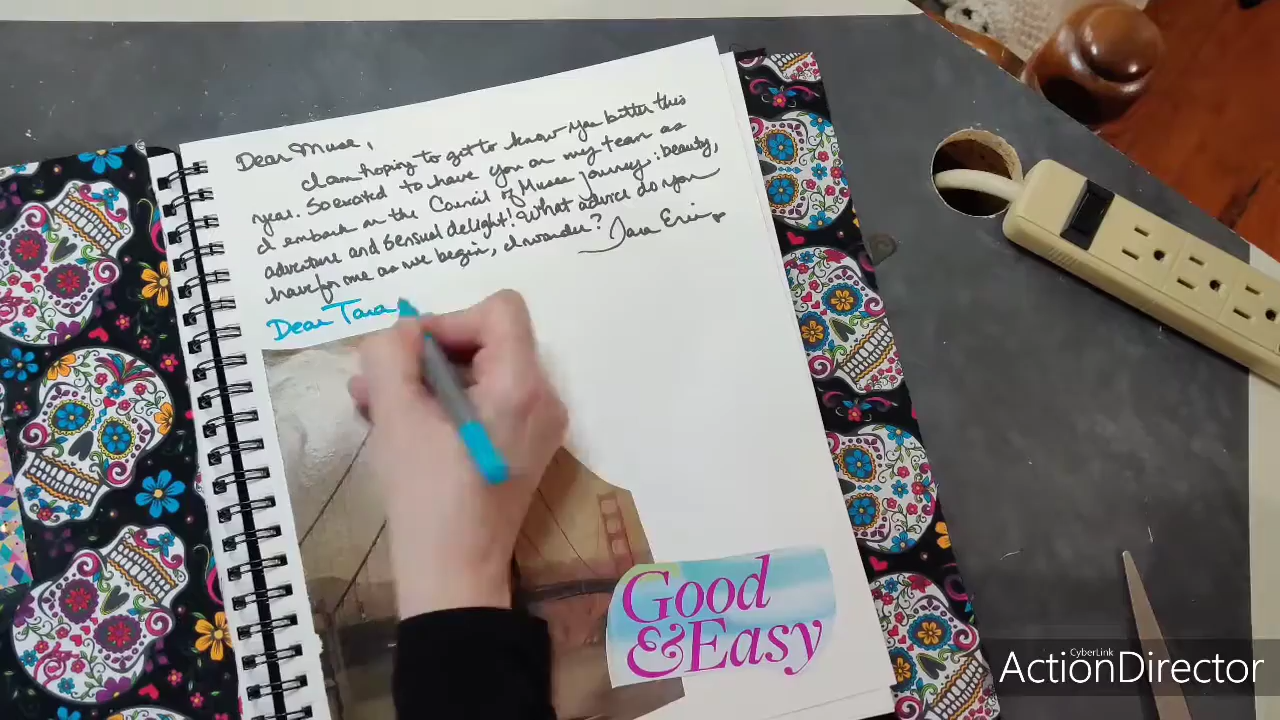 Dear Muse,
I am hoping to get to know you better this
year. So excited to have you on my team as
I embark on the Council of Muses journey: beauty,
adventure and sensual delight! What advice do you
have for me as we begin, I wonder? Tara Erin
Dear Tara
Good
&Easy
CyberLink
ActionDirector